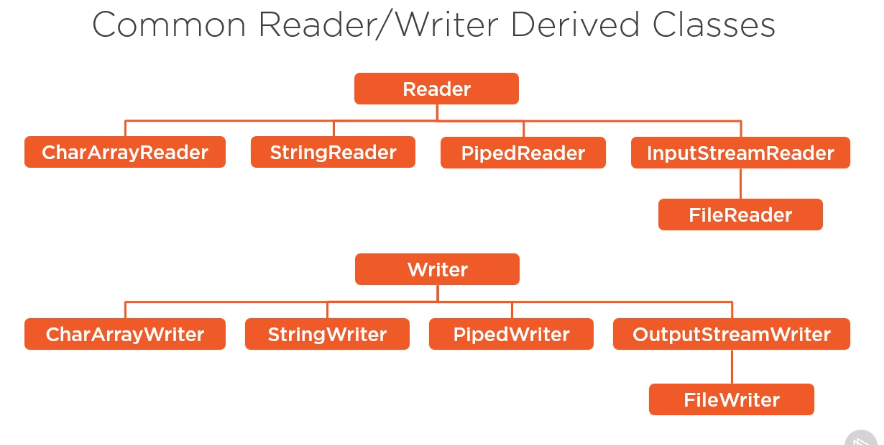 Common Reader/Writer Derived Classes
Reader
CharArrayReader StringReader PipedReader InputStreamReader
FileReader
Writer
CharArrayWriter StringWriter PipedWriter OutputStreamWriter
FileWriter